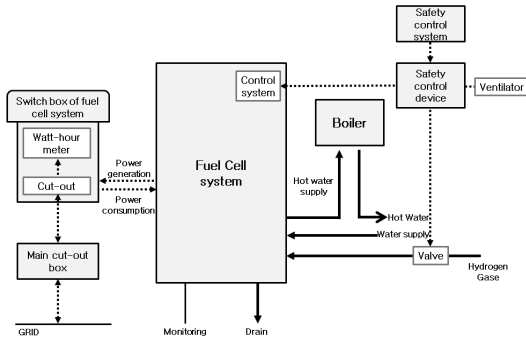 Safety
control
system
Safety
control
device
Ventilator
Control
system
Switch box of fuel
cell system
Watt-hour
meter
Cut-out
Power
generation
Power
consumption
Fuel Cell
system
Boiler
Hot water
supply
Hot Water
Water supply
Valve
Hydrogen
Gase
Main cut-out
box
GRID
Monitoring
Drain